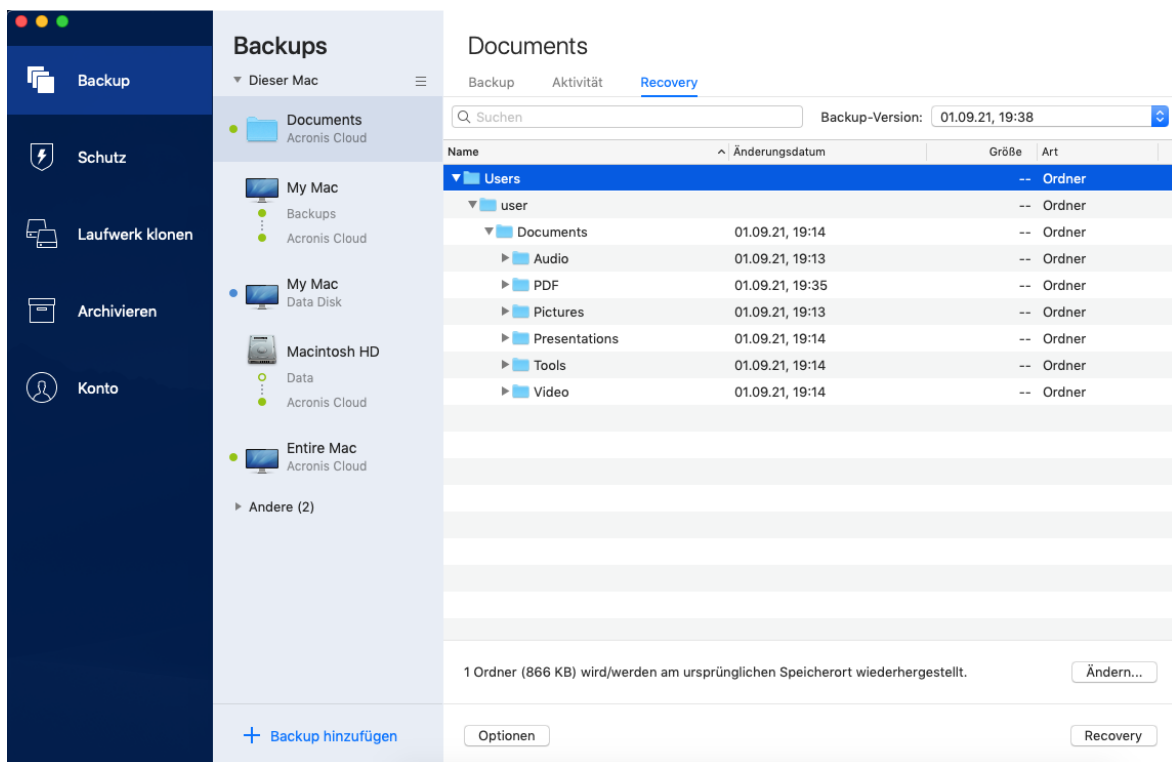 Backup
Schutz
Laufwerk klonen
Archivieren
Konto
Backups
Dieser Mac
Documents
Acronis Cloud
My Mac
Backups
Acronis Cloud
My Mac
Data Disk
Macintosh HD
Data
Acronis Cloud
Entire Mac
Acronis Cloud
Andere (2)
Backup hinzufügen
Documents
Backup Aktivität Recovery
Suchen Backup-Version: 01.09.21, 19:38
Name Änderungsdatum Größe Art
Users -- Ordner
user -- Ordner
Documents 01.09.21, 19:14 -- Ordner
Audio 01.09.21, 19:13 -- Ordner
PDF 01.09.21, 19:35 -- Ordner
Pictures 01.09.21, 19:13 -- Ordner
Presentations 01.09.21, 19:14 -- Ordner
Tools 01.09.21, 19:14 -- Ordner
Video 01.09.21, 19:14 -- Ordner
1 Ordner (866 KB) wird/werden am ursprünglichen Speicherort wiederhergestellt. Ändern...
Optionen Recovery